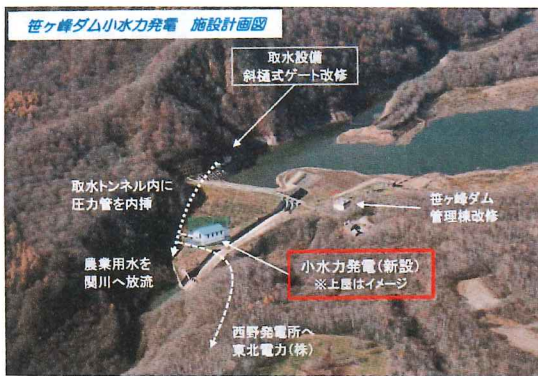 笹ヶ峰ダム小水力発電　施設計画図
取水設備
斜樋式ゲート改修
取水トンネル内に
圧力管を内挿
笹ヶ峰ダム
管理棟改修
農業用水を
関川へ放流
小水力発電(新設)
※上屋はイメージ
西野発電所へ
東北電力(株)